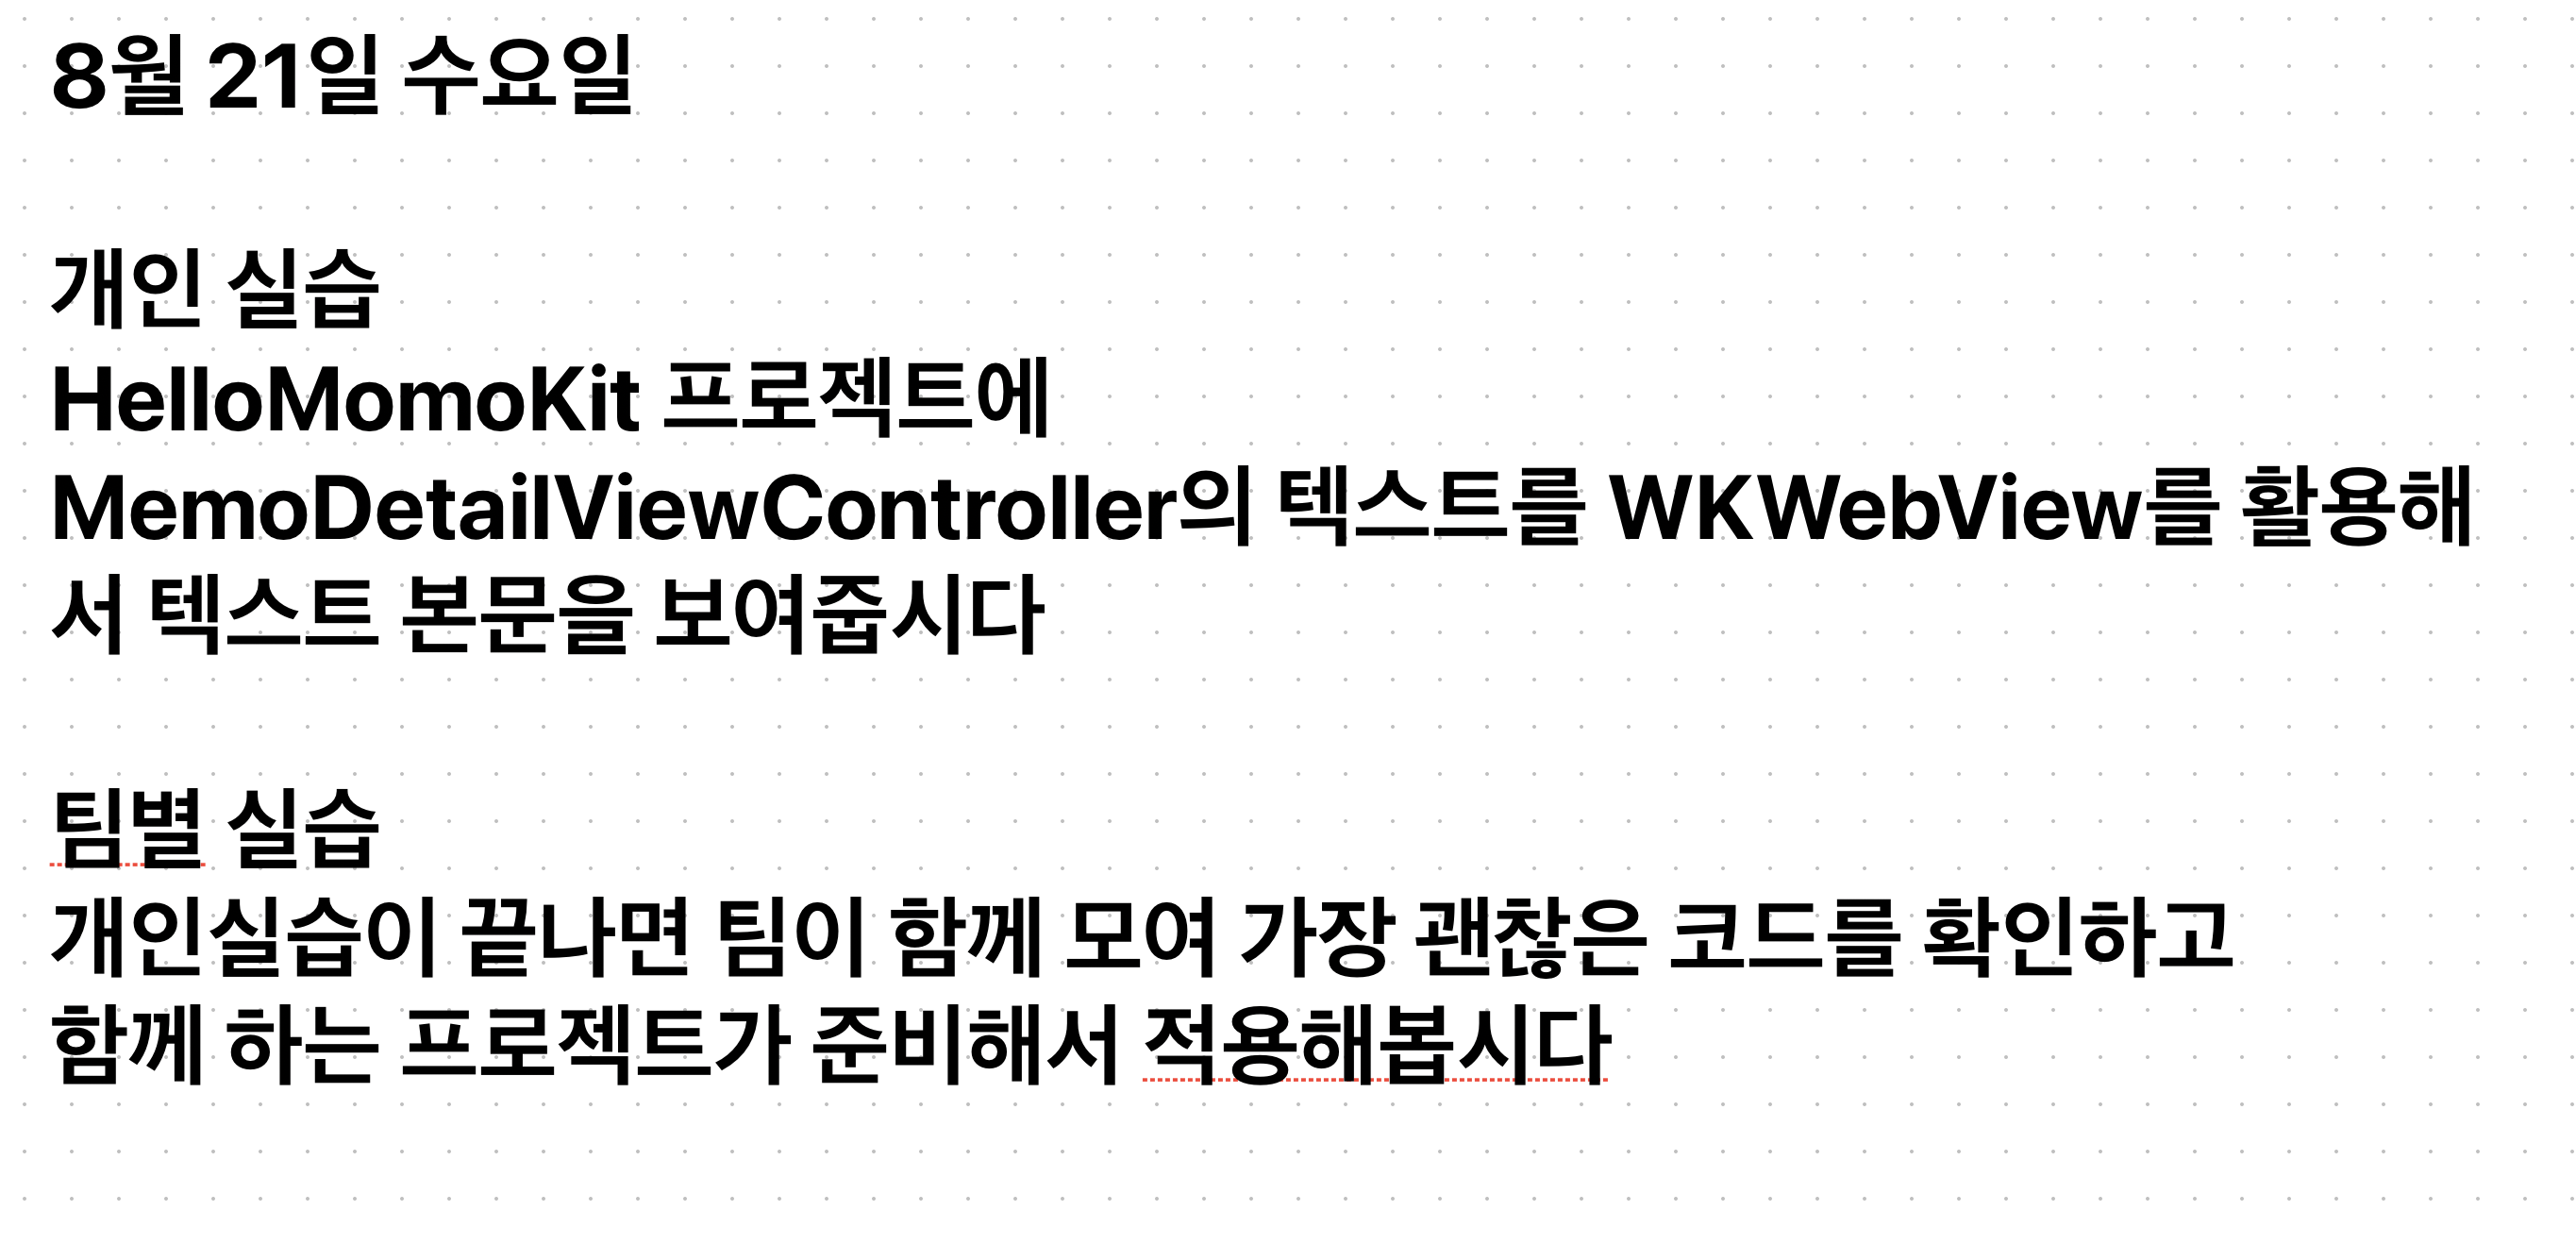 8월 21일 수요일
개인 실습
HelloMomoKit 프로젝트에
MemoDetailViewController의 텍스트를 WKWebView를 활용해
서 텍스트 본문을 보여줍시다
팀별 실습
개인실습이 끝나면 팀이 함께 모여 가장 괜찮은 코드를 확인하고
함께 하는 프로젝트가 준비해서 적용해봅시다